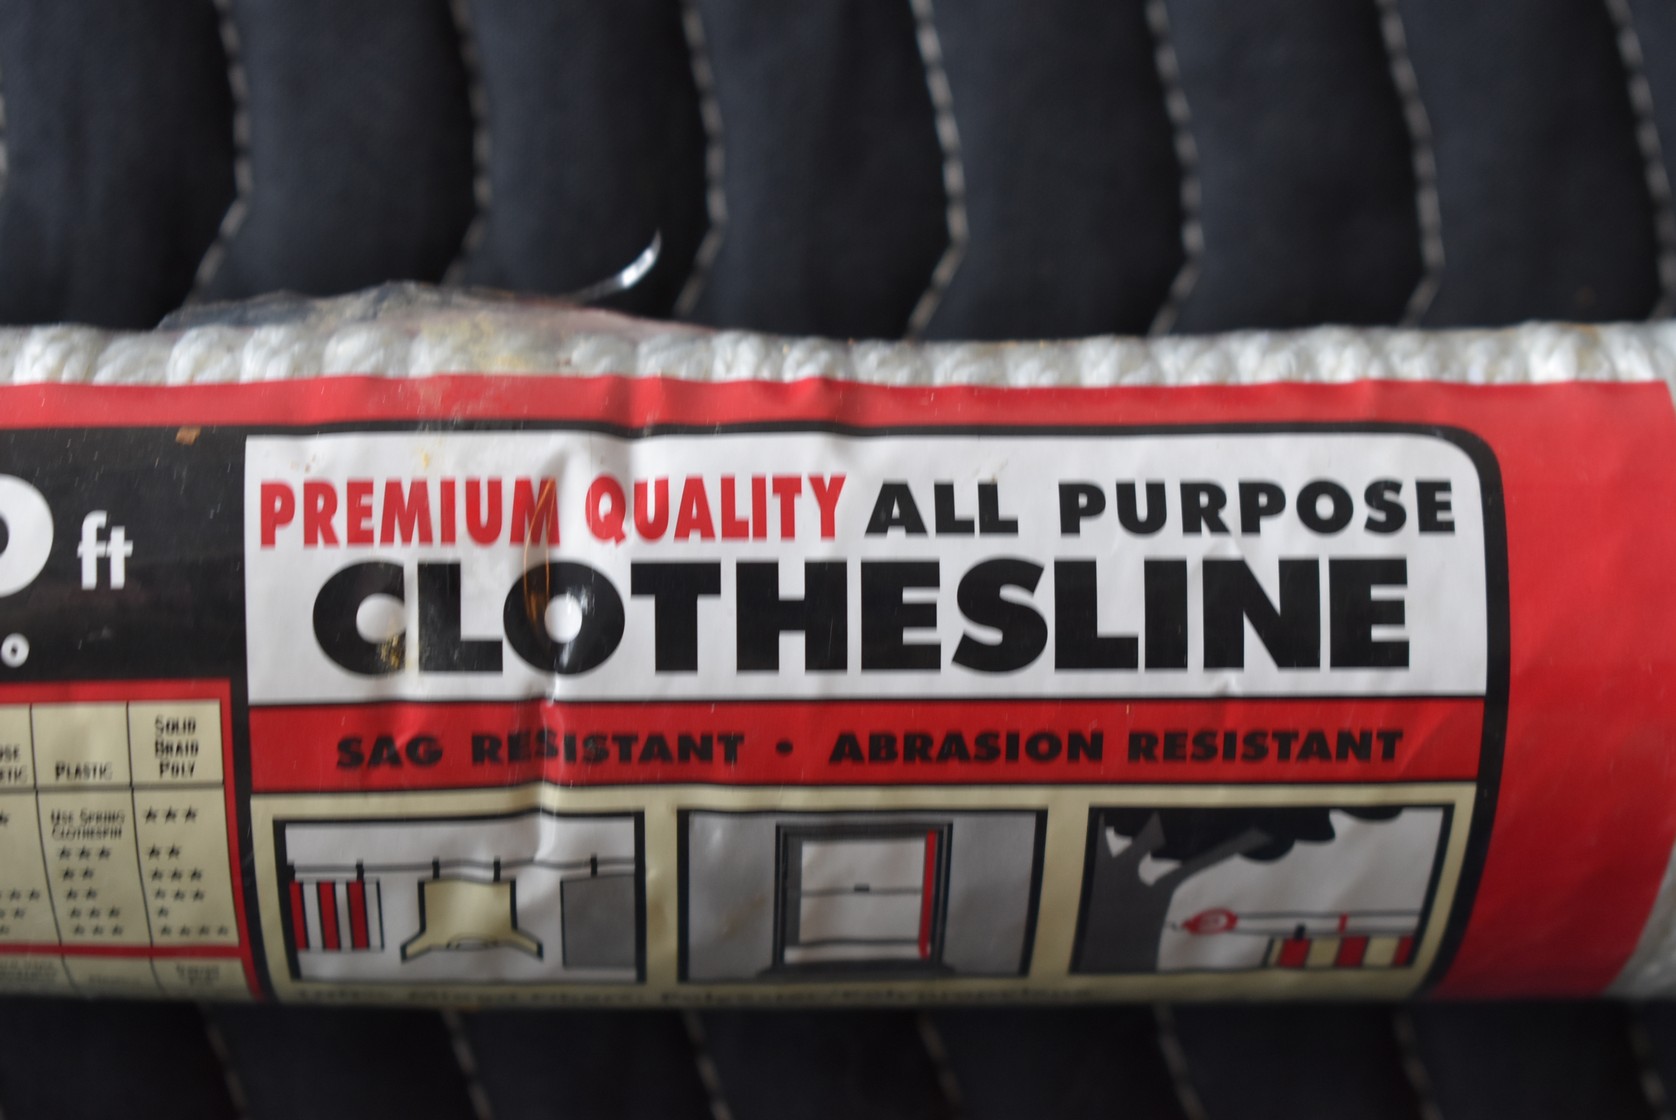 ft
PREMIUM QUALITY ALL PURPOSE
CLOTHESLINE
SAG RESISTANT • ABRASION RESISTANT
SOLID
BRAID
PLASTIC POLY
USE SPRING ★★★
CLOTHESPIN
★★★ ★★
★★ ★★★
★★ ★★★
★★★ ★
★★★ ★★★★